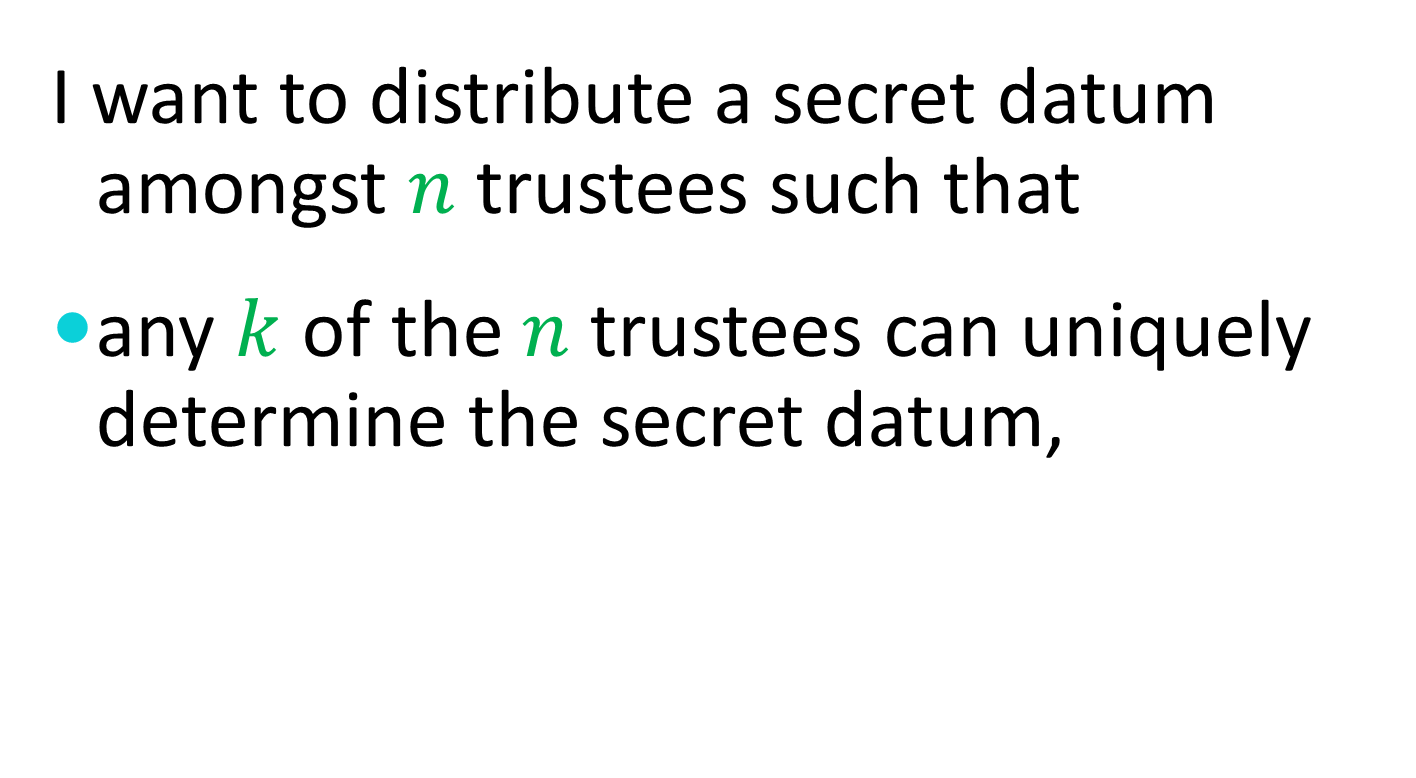 I want to distribute a secret datum
amongst n trustees such that
•any k of the n trustees can uniquely
determine the secret datum,